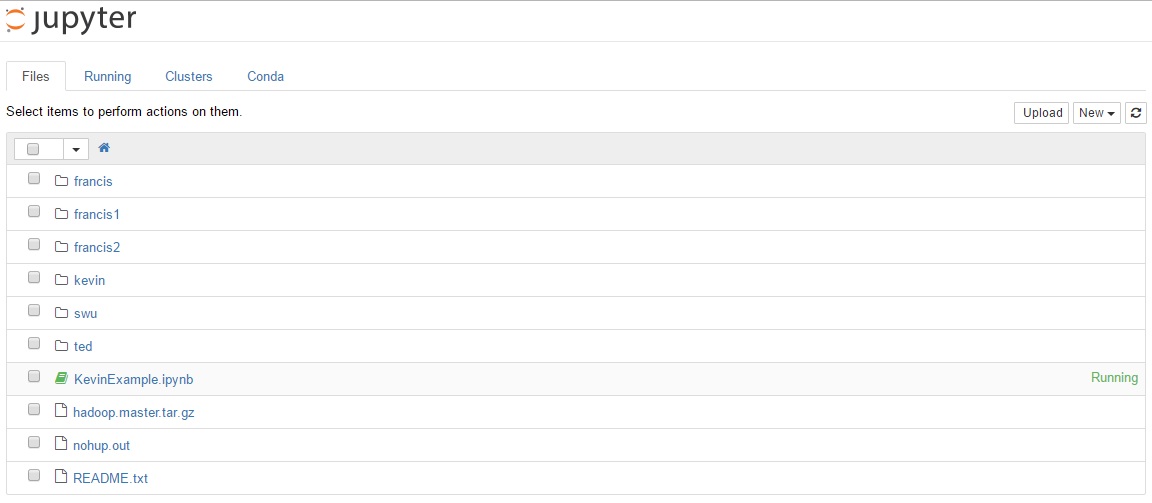 jupyter
Files Running Clusters Conda
Select items to perform actions on them. Upload New
francis
francis1
francis2
kevin
swu
ted
KevinExample.ipynb Running
hadoop.master.tar.gz
nohup.out
README.txt